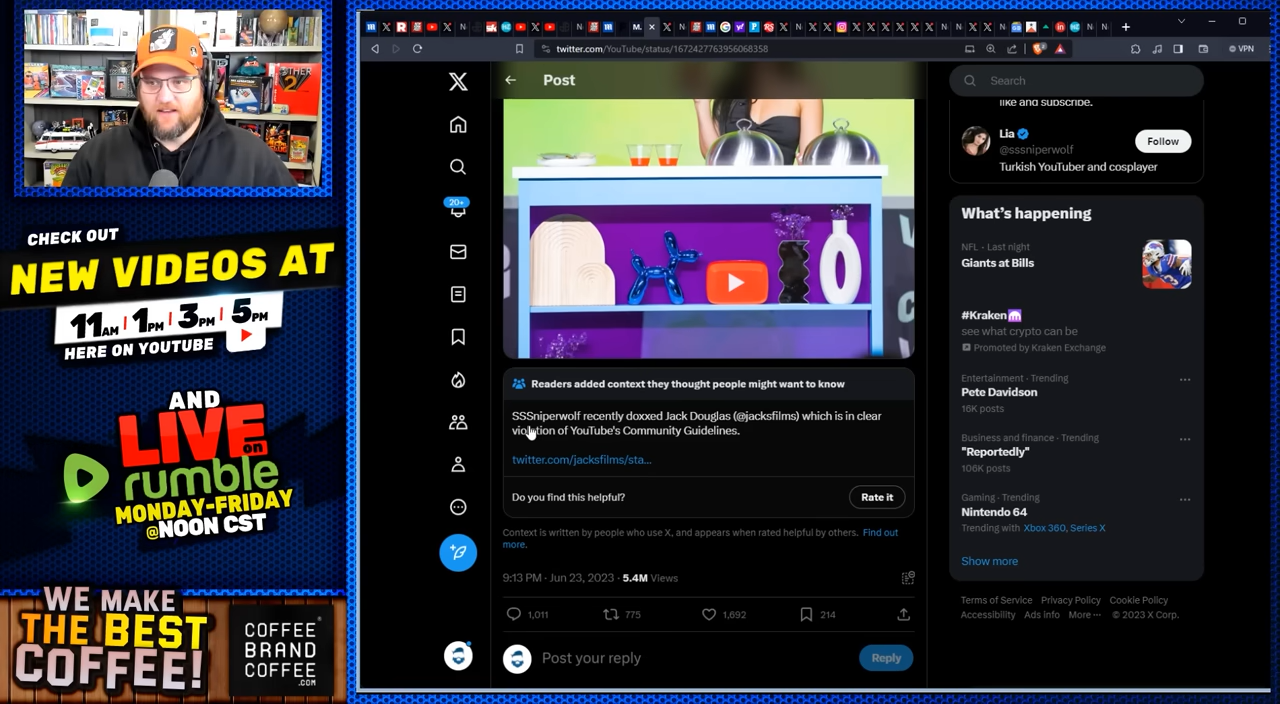 CHECK OUT
NEW VIDEOS AT
11AM | 1PM | 3PM | 5PM
HERE ON YOUTUBE
AND
LIVE on
rumble
MONDAY-FRIDAY
@NOON CST
WE MAKE
THE BEST
COFFEE!
COFFEE
BRAND
COFFEE
.COM
twitter.com/YouTube/status/1672427763956068358
VPN
20+
Post
Readers added context they thought people might want to know
SSSniperwolf recently doxxed Jack Douglas (@jacksfilms) which is in clear
violation of YouTube's Community Guidelines.
twitter.com/jacksfilms/sta...
Do you find this helpful?
Rate it
Context is written by people who use X, and appears when rated helpful by others. Find out
more.
9:13 PM · Jun 23, 2023 · 5.4M Views
1,011 775 1,692 214
Post your reply
Reply
Search
like and subscribe.
Lia
@sssniperwolf
Follow
Turkish YouTuber and cosplayer
What's happening
NFL · Last night
Giants at Bills
#Kraken
see what crypto can be
Promoted by Kraken Exchange
Entertainment · Trending
Pete Davidson
16K posts
Business and finance · Trending
"Reportedly"
106K posts
Gaming · Trending
Nintendo 64
Trending with Xbox 360, Series X
Show more
Terms of Service Privacy Policy Cookie Policy
Accessibility Ads info More ··· © 2023 X Corp.